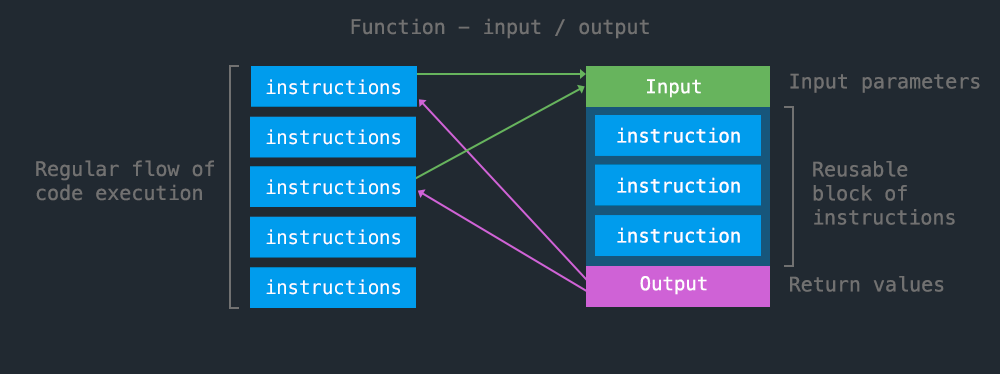 Function – input / output
Regular flow of
code execution
instructions
instructions
instructions
instructions
instructions
Input
instruction
instruction
instruction
Output
Input parameters
Reusable
block of
instructions
Return values